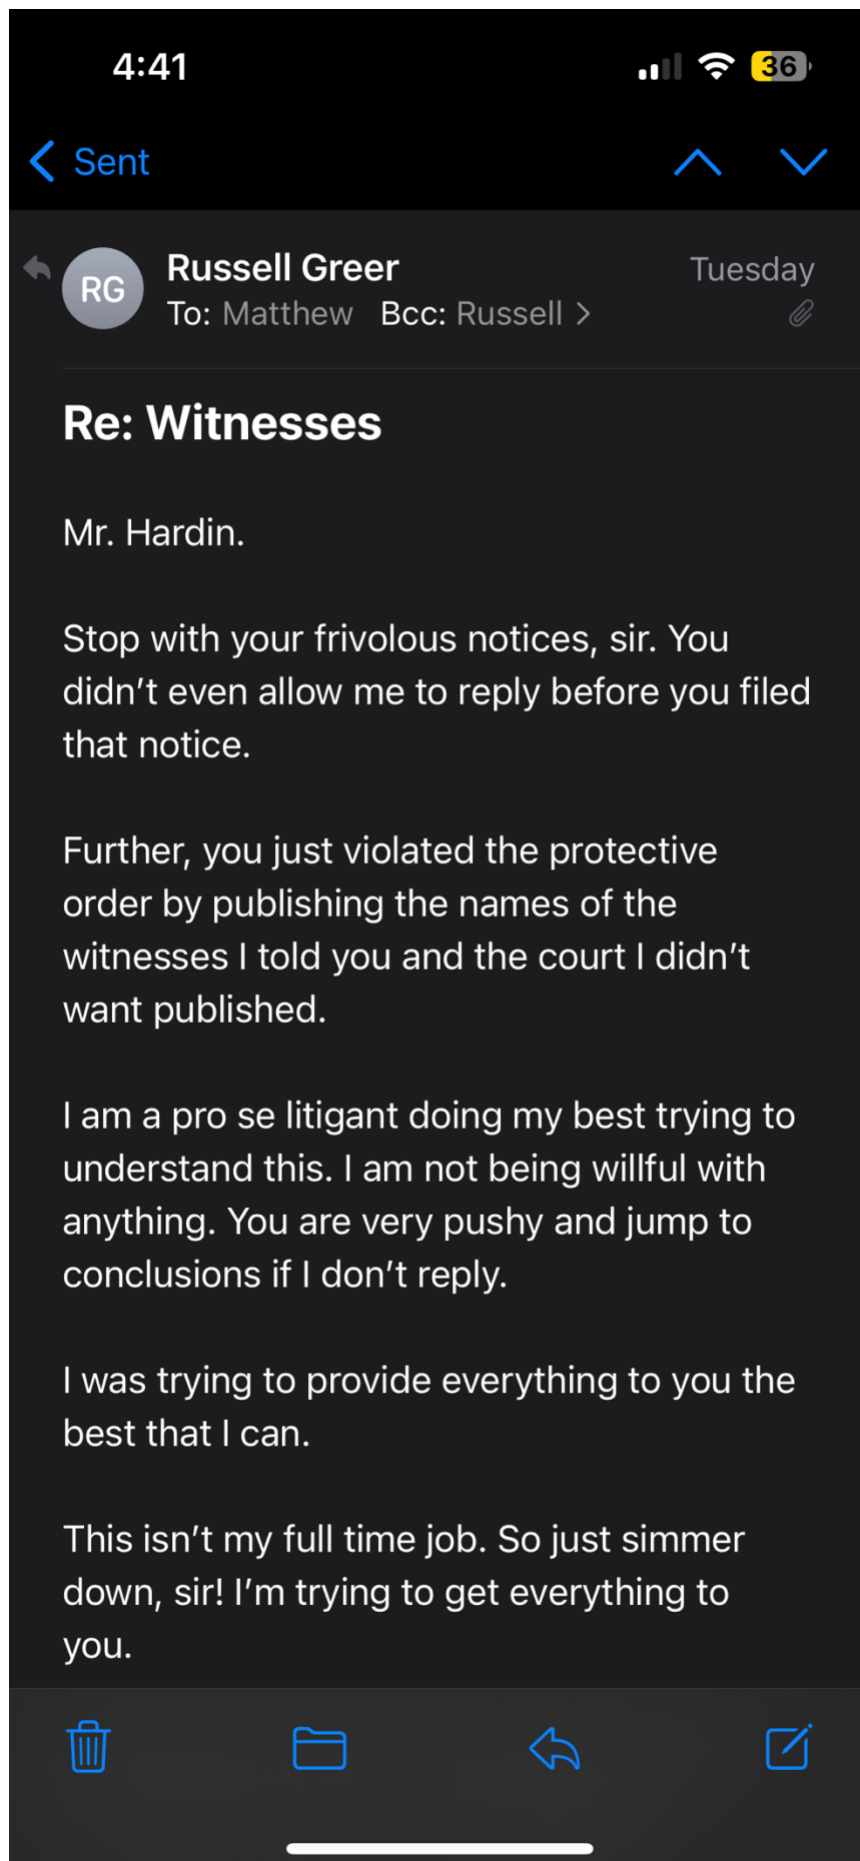 4:41
36
Sent
RG
Russell Greer
Tuesday
To: Matthew Bcc: Russell >
Re: Witnesses
Mr. Hardin.
Stop with your frivolous notices, sir. You
didn’t even allow me to reply before you filed
that notice.
Further, you just violated the protective
order by publishing the names of the
witnesses I told you and the court I didn’t
want published.
I am a pro se litigant doing my best trying to
understand this. I am not being willful with
anything. You are very pushy and jump to
conclusions if I don’t reply.
I was trying to provide everything to you the
best that I can.
This isn’t my full time job. So just simmer
down, sir! I’m trying to get everything to
you.